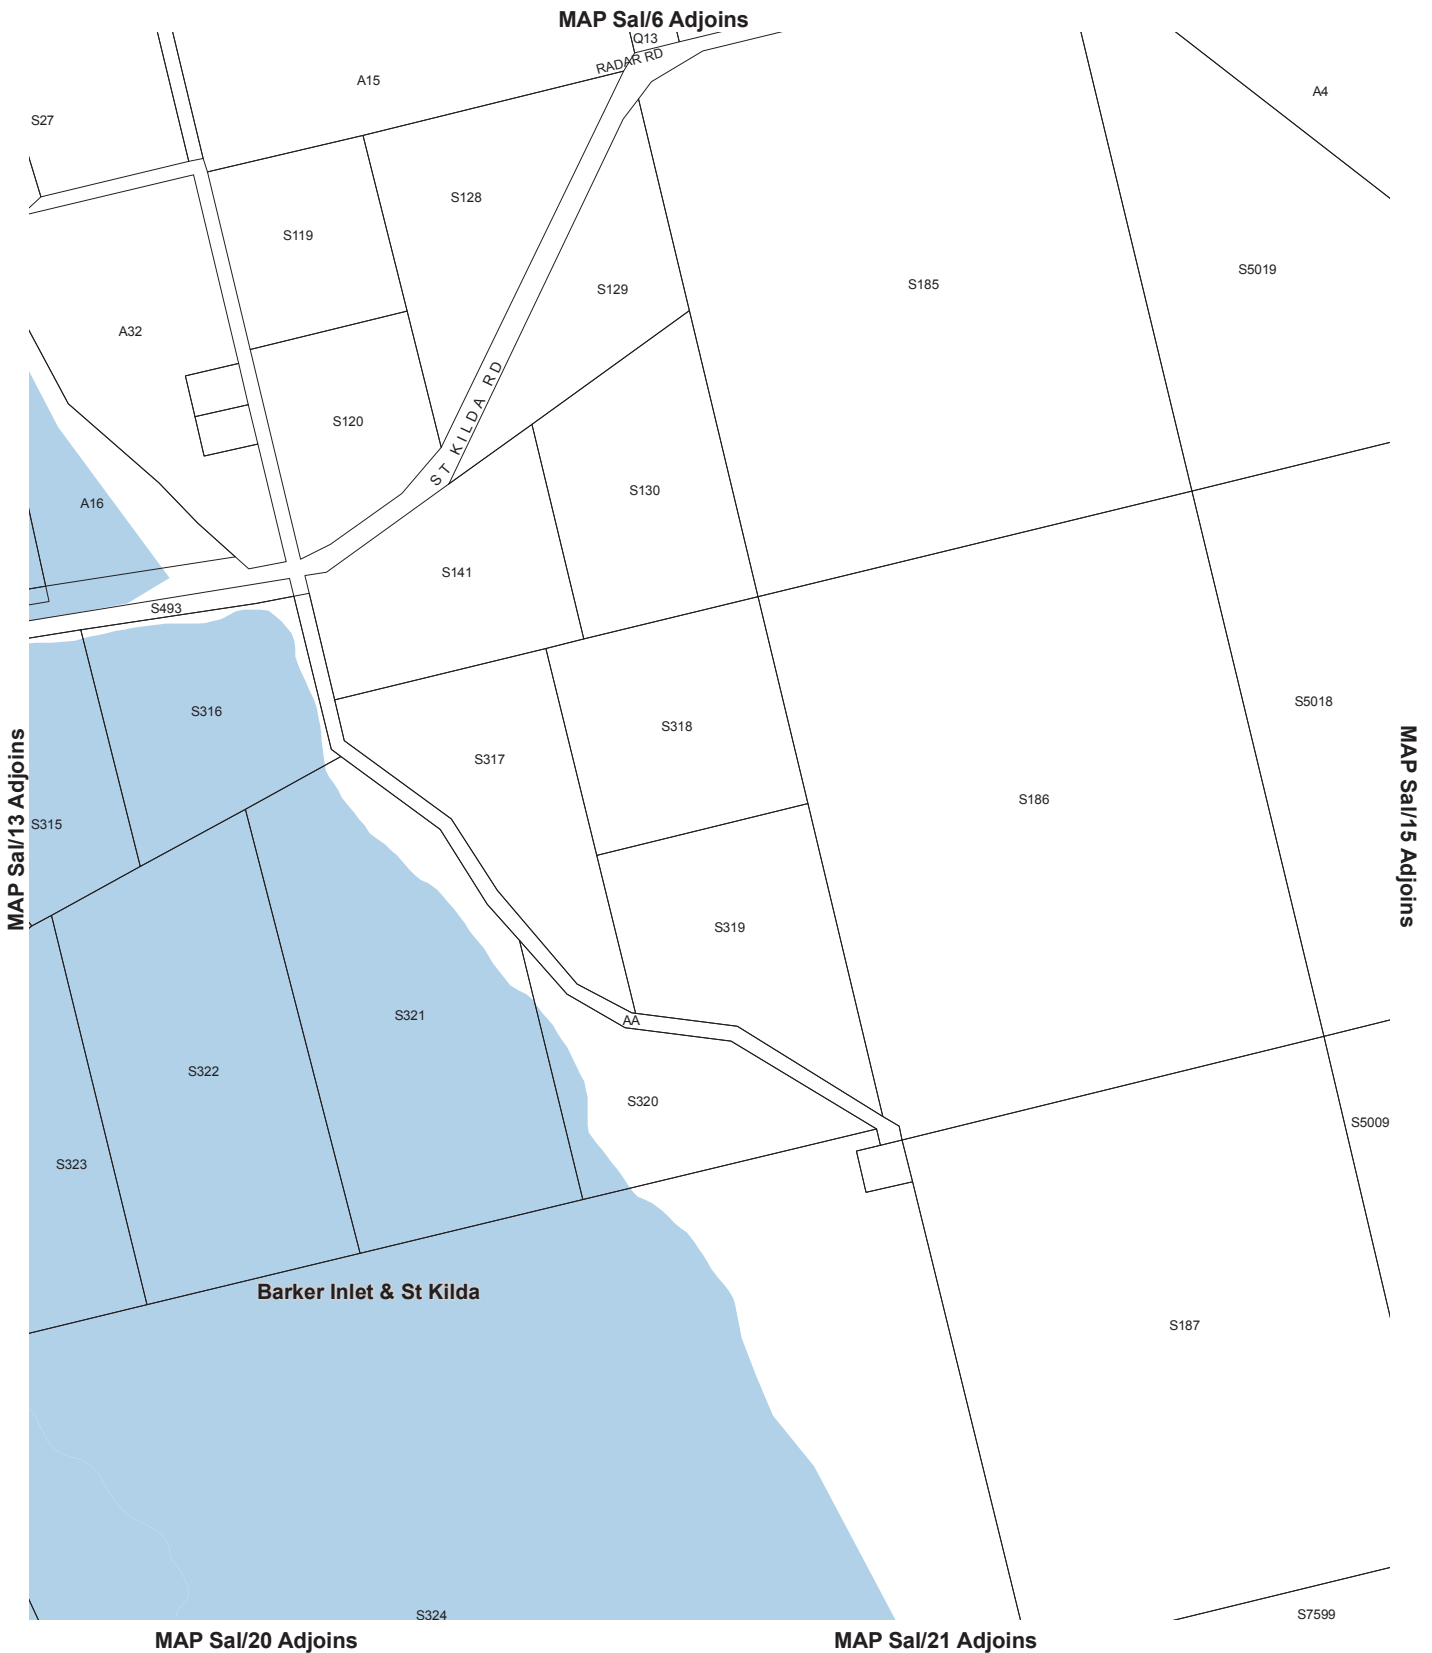 MAP Sal/6 Adjoins
Q13
RADAR RD
A15
A4
S27
S128
S119
S5019
S185
S129
A32
ST KILDA RD
S120
S130
A16
S141
S493
S5018
S316
S318
S317
MAP Sal/13 Adjoins
MAP Sal/15 Adjoins
S186
S315
S319
S321
AA
S322
S320
S5009
S323
Barker Inlet & St Kilda
S187
S324
S7599
MAP Sal/20 Adjoins
MAP Sal/21 Adjoins